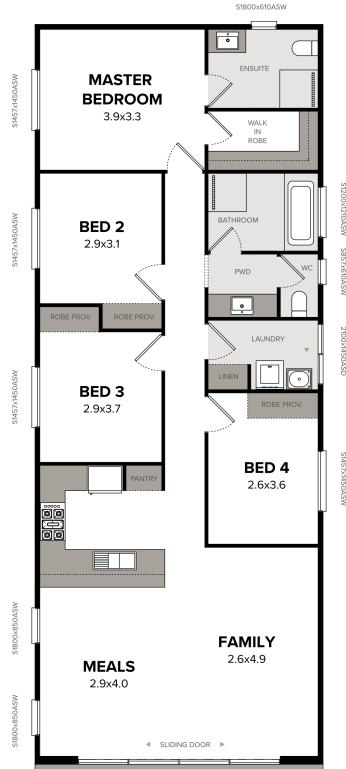 S1800x610ASW
MASTER
BEDROOM
3.9x3.3
ENSUITE
S1457x1450ASW
WALK
IN
ROBE
BED 2
2.9x3.1
S1457x1450ASW
BATHROOM
S1200x1210ASW
PWD
WC
S857x610ASW
ROBE PROV.
ROBE PROV.
LAUNDRY
2100x1450ASD
LINEN
BED 3
2.9x3.7
S1457x1450ASW
ROBE PROV.
BED 4
2.6x3.6
S1457x1450ASW
PANTRY
S1800x850ASW
FAMILY
2.6x4.9
MEALS
2.9x4.0
S1800x850ASW
SLIDING DOOR